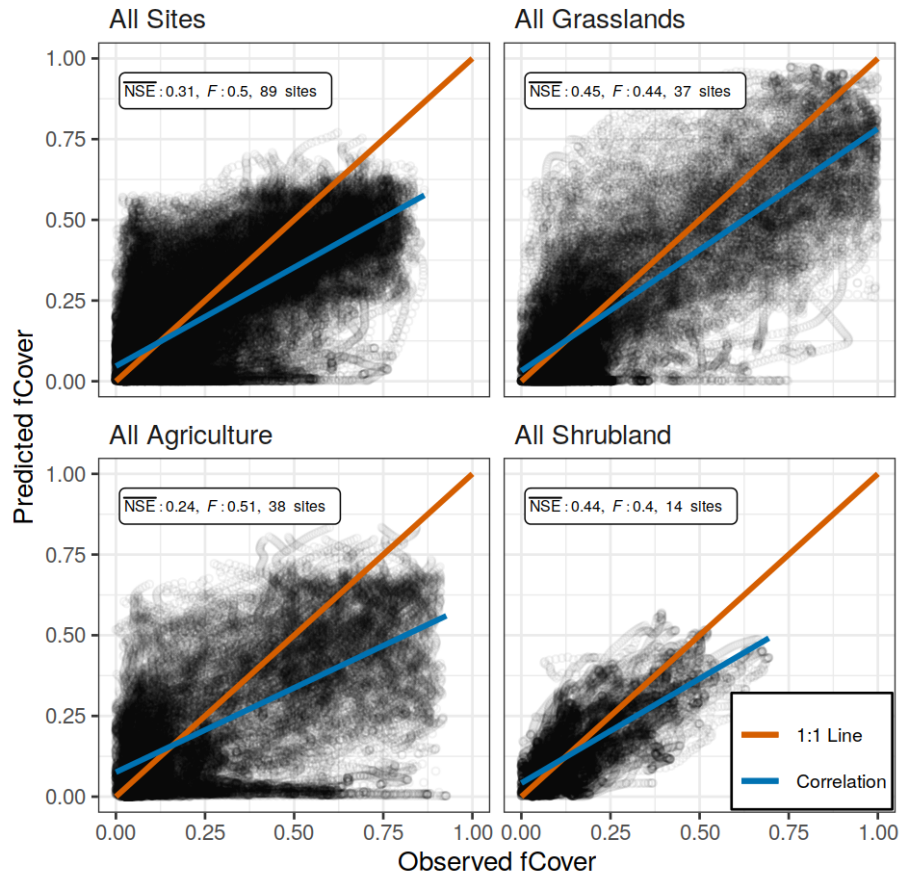 All Sites
All Grasslands
1.00
0.75
0.50
0.25
0.00
NSE : 0.31, F : 0.5, 89 sites
NSE : 0.45, F : 0.44, 37 sites
Predicted fCover
All Agriculture
All Shrubland
1.00
0.75
0.50
0.25
0.00
NSE : 0.24, F : 0.51, 38 sites
NSE : 0.44, F : 0.4, 14 sites
1:1 Line
Correlation
0.00 0.25 0.50 0.75 1.00
0.00 0.25 0.50 0.75 1.00
Observed fCover